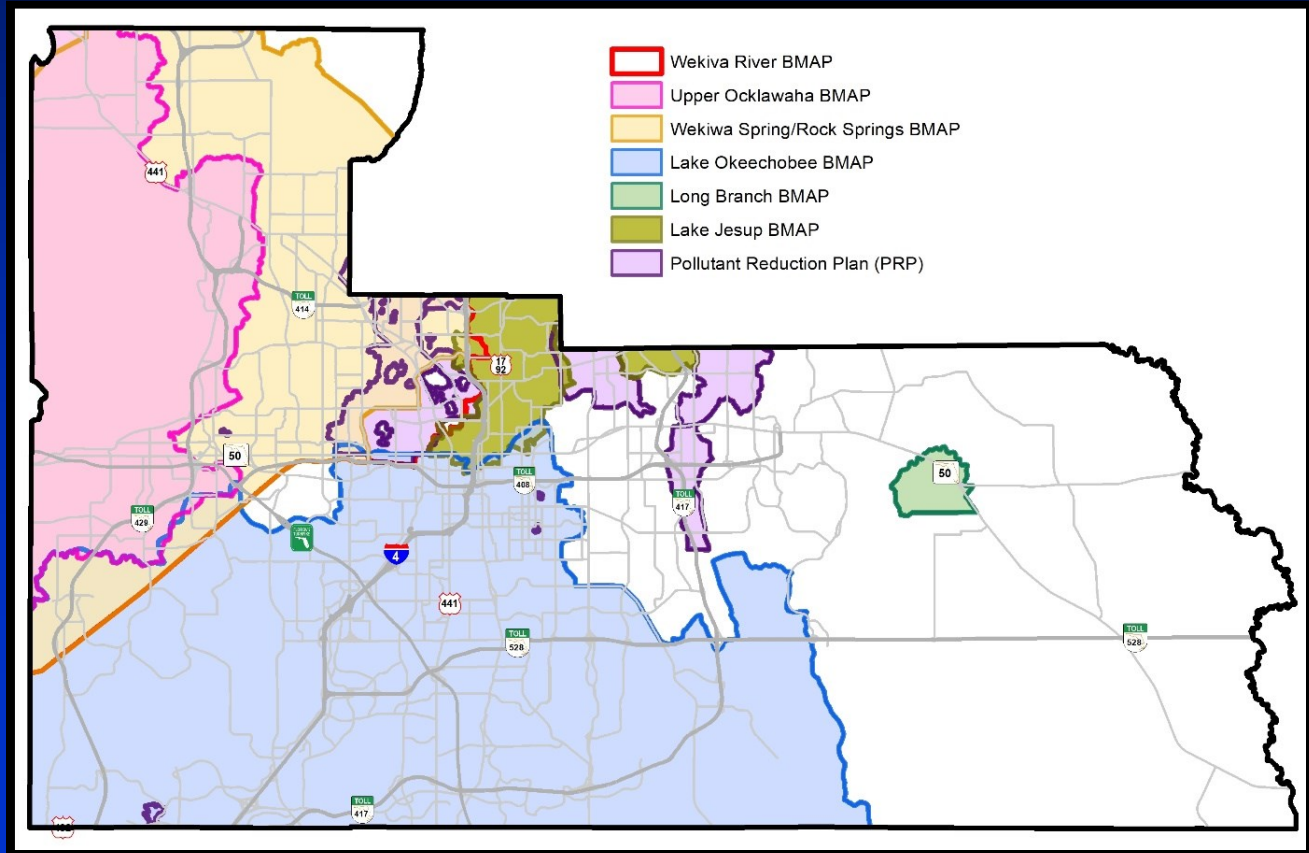 Wekiva River BMAP
Upper Ocklawaha BMAP
Wekiwa Spring/Rock Springs BMAP
Lake Okeechobee BMAP
Long Branch BMAP
Lake Jesup BMAP
Pollutant Reduction Plan (PRP)
441
TOLL
414
17
92
50
50
TOLL
408
TOLL
417
TOLL
429
4
441
TOLL
528
TOLL
528
TOLL
417